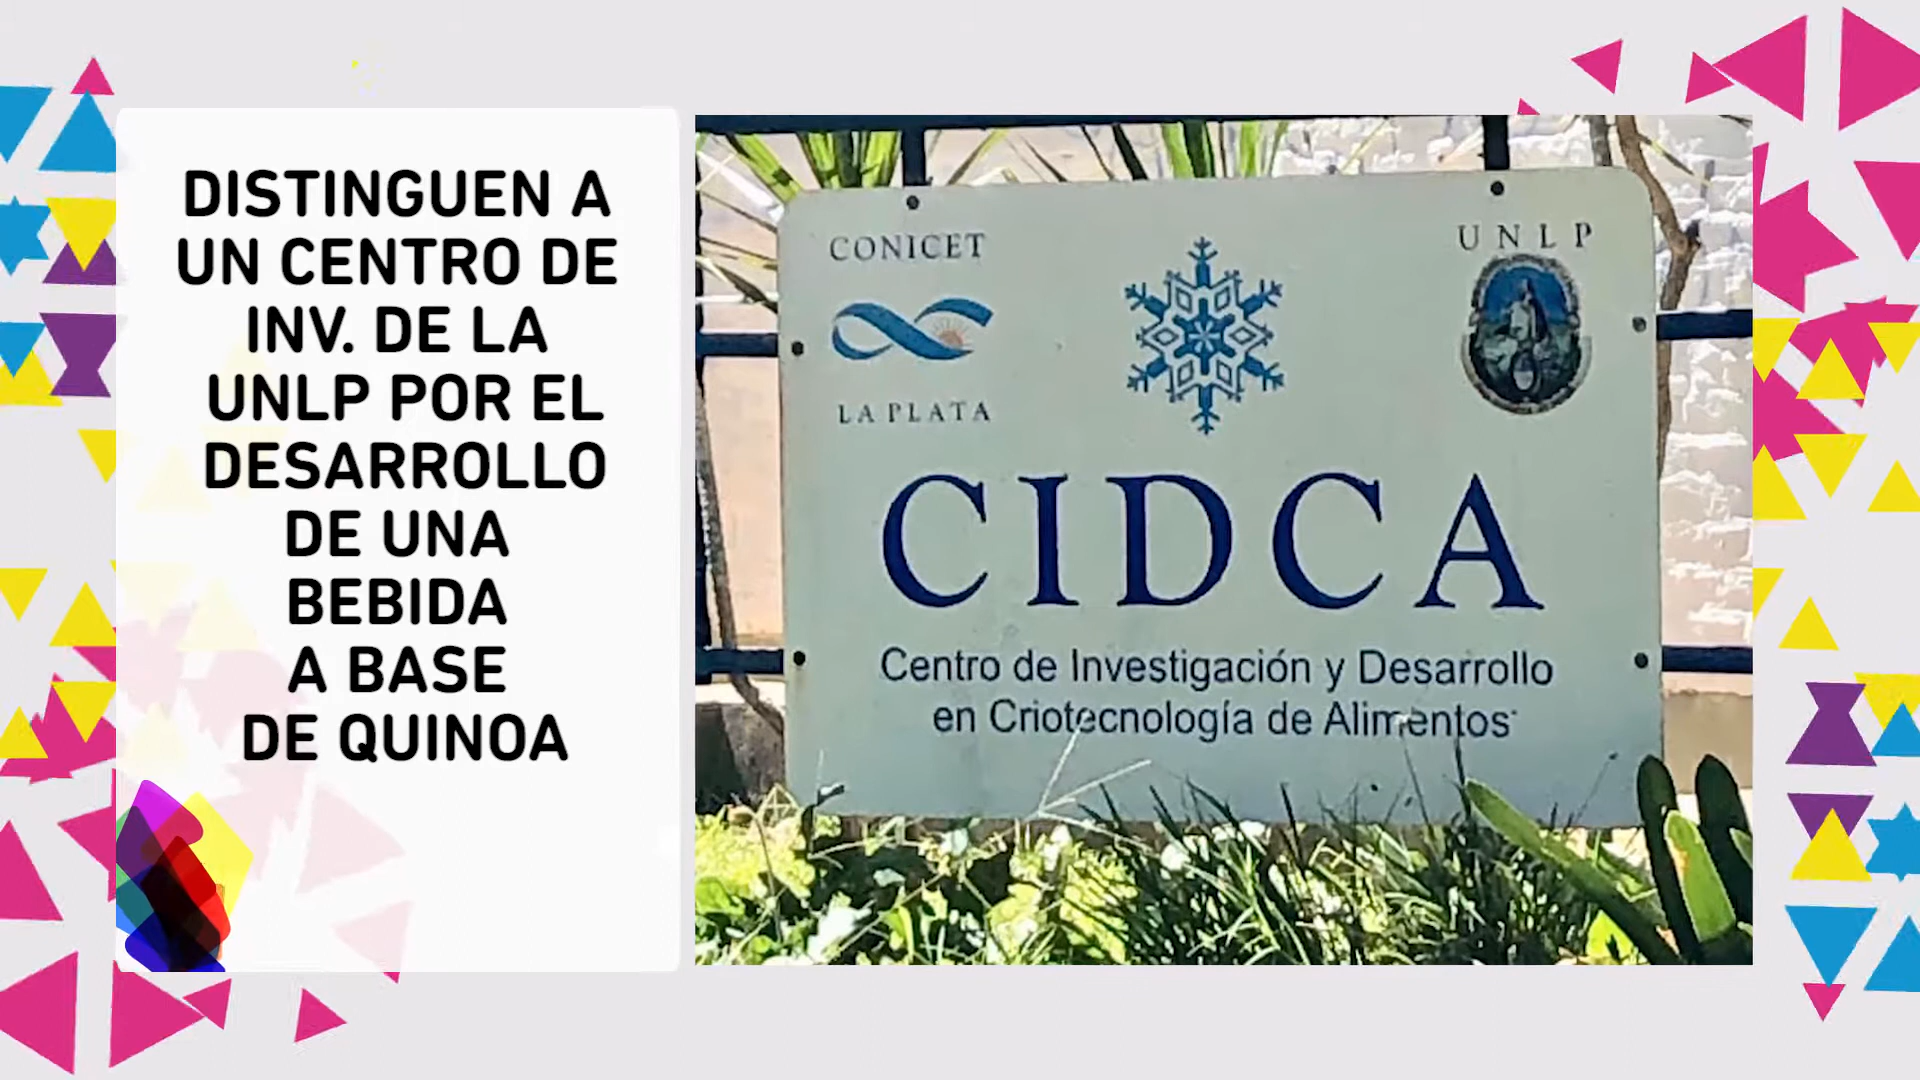 DISTINGUEN A
UN CENTRO DE
INV. DE LA
UNLP POR EL
DESARROLLO
DE UNA
BEBIDA
A BASE
DE QUINOA
CONICET
LA PLATA
UNLP
CIDCA
Centro de Investigación y Desarrollo
en Criotecnología de Alimentos